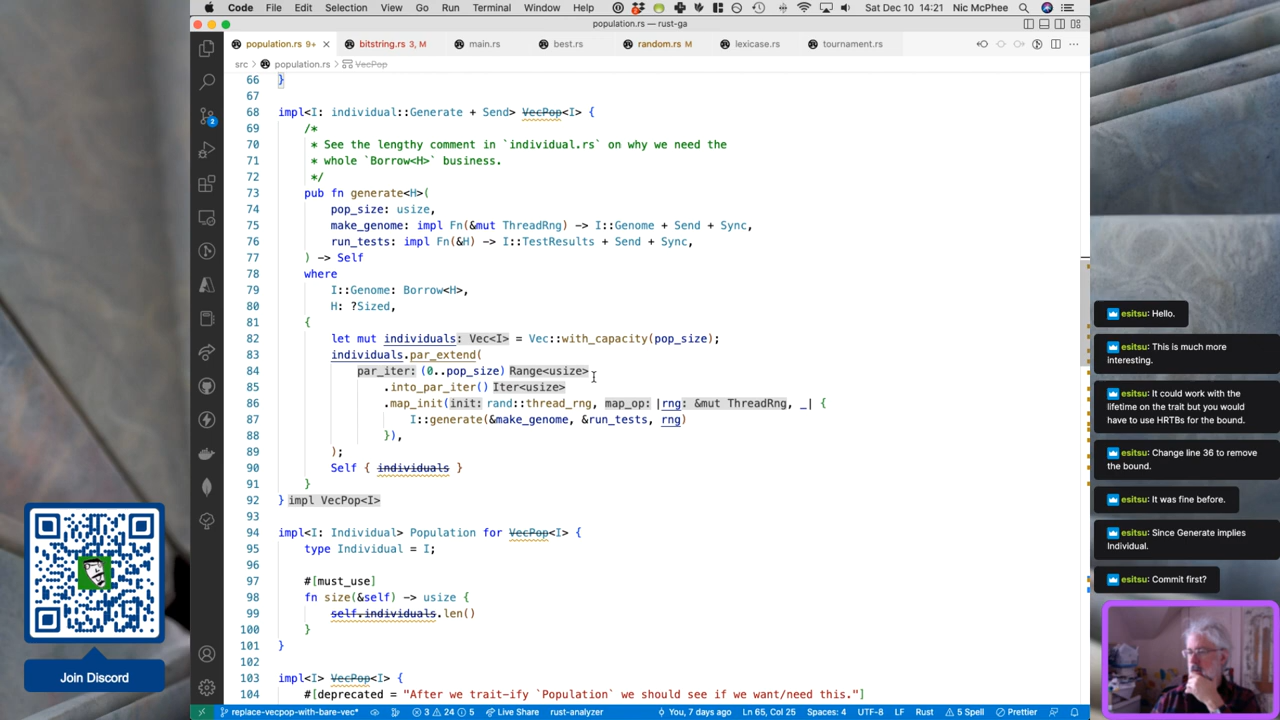 Code File Edit Selection View Go Run Terminal Window Help Sat Dec 10 14:21 Nic McPhee
population.rs — rust-ga
population.rs 9+ bitstring.rs 3, M main.rs best.rs random.rs M lexicase.rs tournament.rs
src > population.rs > VecPop
66 }
67
68 impl<I: individual::Generate + Send> VecPop<I> {
69 /*
70 * See the lengthy comment in `individual.rs` on why we need the
71 * whole `Borrow<H>` business.
72 */
73 pub fn generate<H>(
74 pop_size: usize,
75 make_genome: impl Fn(&mut ThreadRng) -> I::Genome + Send + Sync,
76 run_tests: impl Fn(&H) -> I::TestResults + Send + Sync,
77 ) -> Self
78 where
79 I::Genome: Borrow<H>,
80 H: ?Sized,
81 {
82 let mut individuals: Vec<I> = Vec::with_capacity(pop_size);
83 individuals.par_extend(
84 par_iter: (0..pop_size) Range<usize>
85 .into_par_iter() Iter<usize>
86 .map_init(init: rand::thread_rng, map_op: |rng: &mut ThreadRng, _| {
87 I::generate(&make_genome, &run_tests, rng)
88 }),
89 );
90 Self { individuals }
91 }
92 } impl VecPop<I>
93
94 impl<I: Individual> Population for VecPop<I> {
95 type Individual = I;
96
97 #[must_use]
98 fn size(&self) -> usize {
99 self.individuals.len()
100 }
101 }
102
103 impl<I> VecPop<I> {
104 #[deprecated = "After we trait-ify `Population` we should see if we want/need this."]
2
replace-vecpop-with-bare-vec* 3 24 5 Live Share rust-analyzer You, 7 days ago Ln 65, Col 25 Spaces: 4 UTF-8 LF Rust 5 Spell Prettier
Join Discord
esitsu: Hello.
esitsu: This is much more
interesting.
esitsu: It could work with the
lifetime on the trait but you would
have to use HRTBs for the bound.
esitsu: Change line 36 to remove
the bound.
esitsu: It was fine before.
esitsu: Since Generate implies
Individual.
esitsu: Commit first?